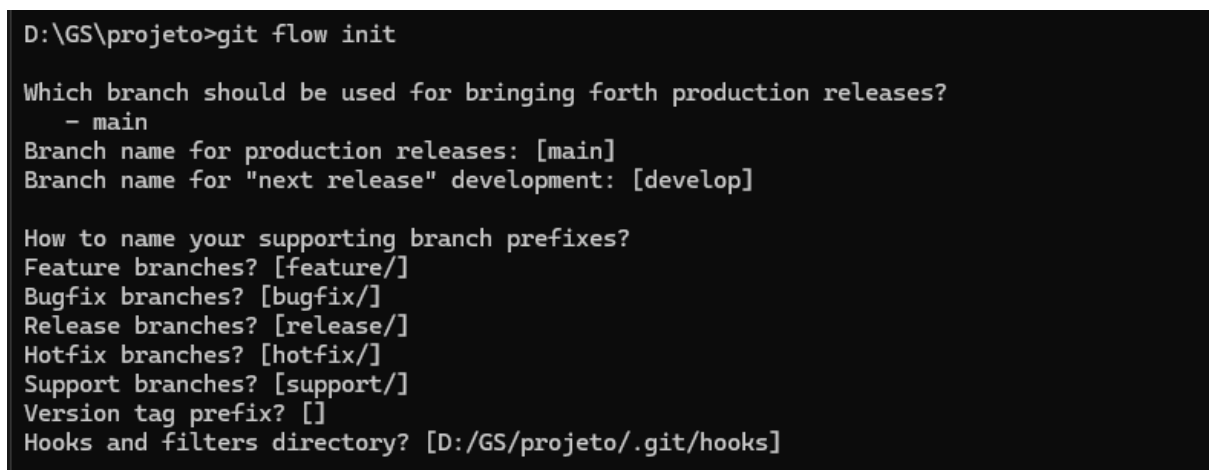 D:\GS\projeto>git flow init
Which branch should be used for bringing forth production releases?
- main
Branch name for production releases: [main]
Branch name for "next release" development: [develop]
How to name your supporting branch prefixes?
Feature branches? [feature/]
Bugfix branches? [bugfix/]
Release branches? [release/]
Hotfix branches? [hotfix/]
Support branches? [support/]
Version tag prefix? []
Hooks and filters directory? [D:/GS/projeto/.git/hooks]